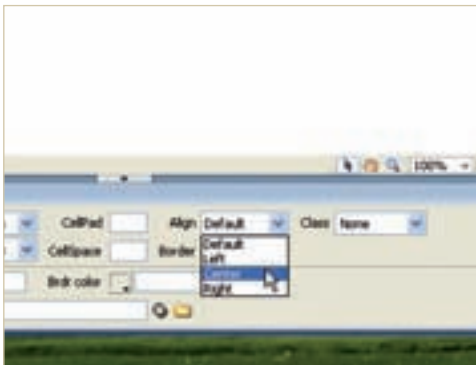 100%
CellPad Align Default Class None
CellSpace Border Default
Left
Brdr color Center
Right